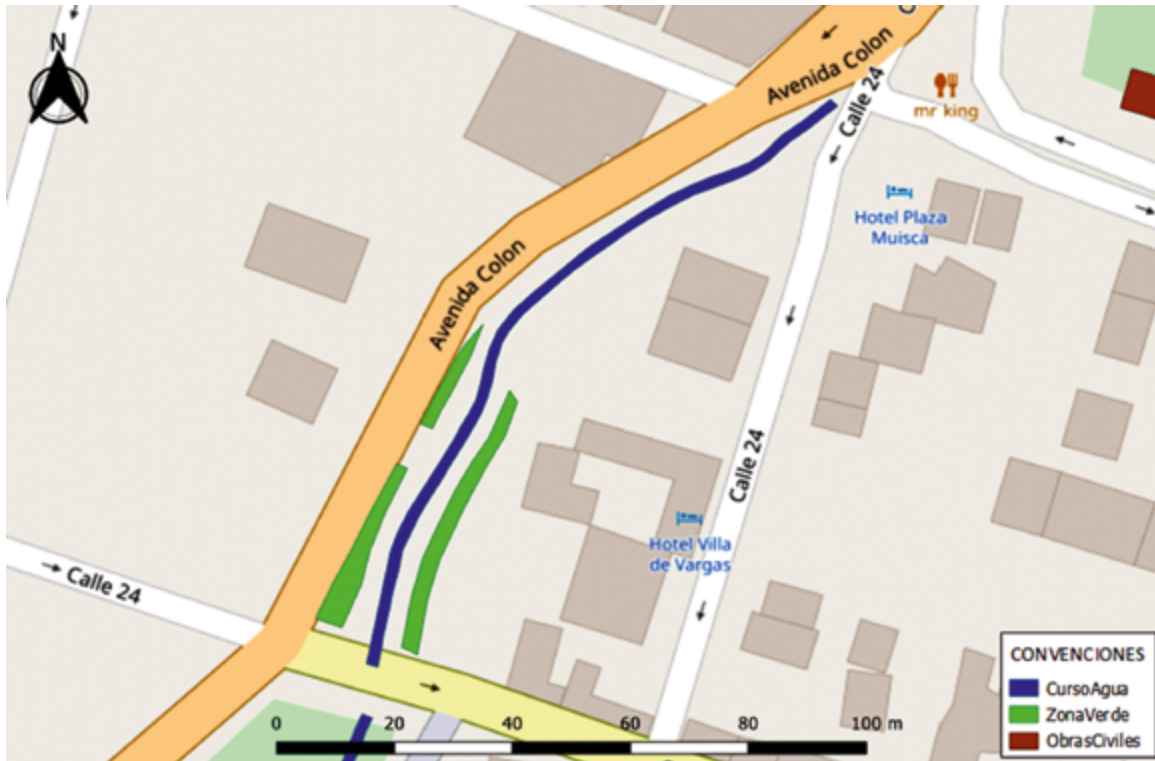 N
Avenida Colon
Calle 24
mr king
Hotel Plaza
Muisca
Avenida Colon
Calle 24
Hotel Villa
de Vargas
Calle 24
CONVENCIONES
CursoAgua
ZonaVerde
ObrasCiviles
0 20 40 60 80 100 m